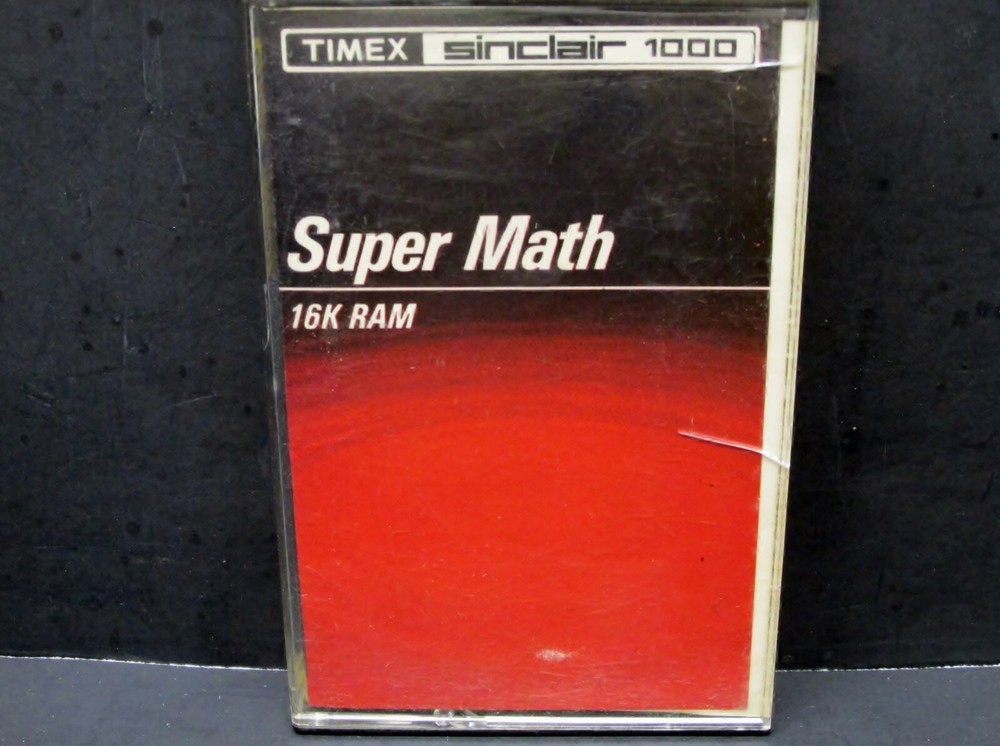 TIMEX sinclair 1000
Super Math
16K RAM